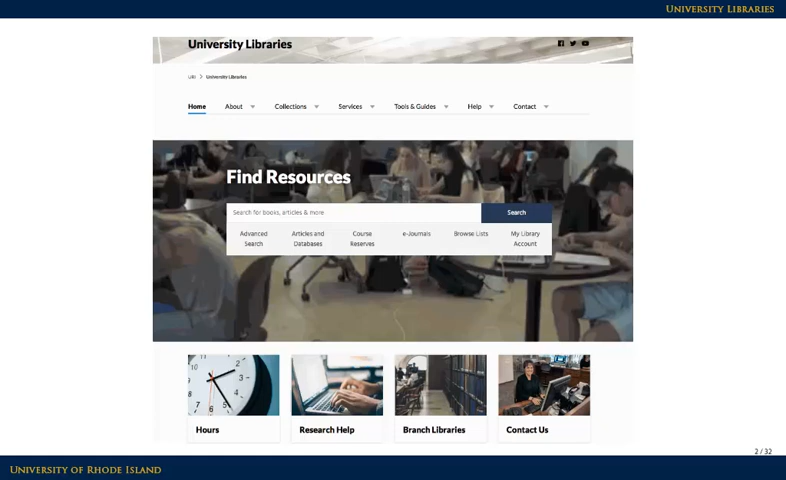 UNIVERSITY LIBRARIES
University Libraries
URI > University Libraries
Home About Collections Services Tools & Guides Help Contact
Find Resources
Search for books, articles & more Search
Advanced Search
Articles and Databases
Course Reserves
e-Journals
Browse Lists
My Library Account
Hours Research Help Branch Libraries Contact Us
2 / 32
UNIVERSITY OF RHODE ISLAND